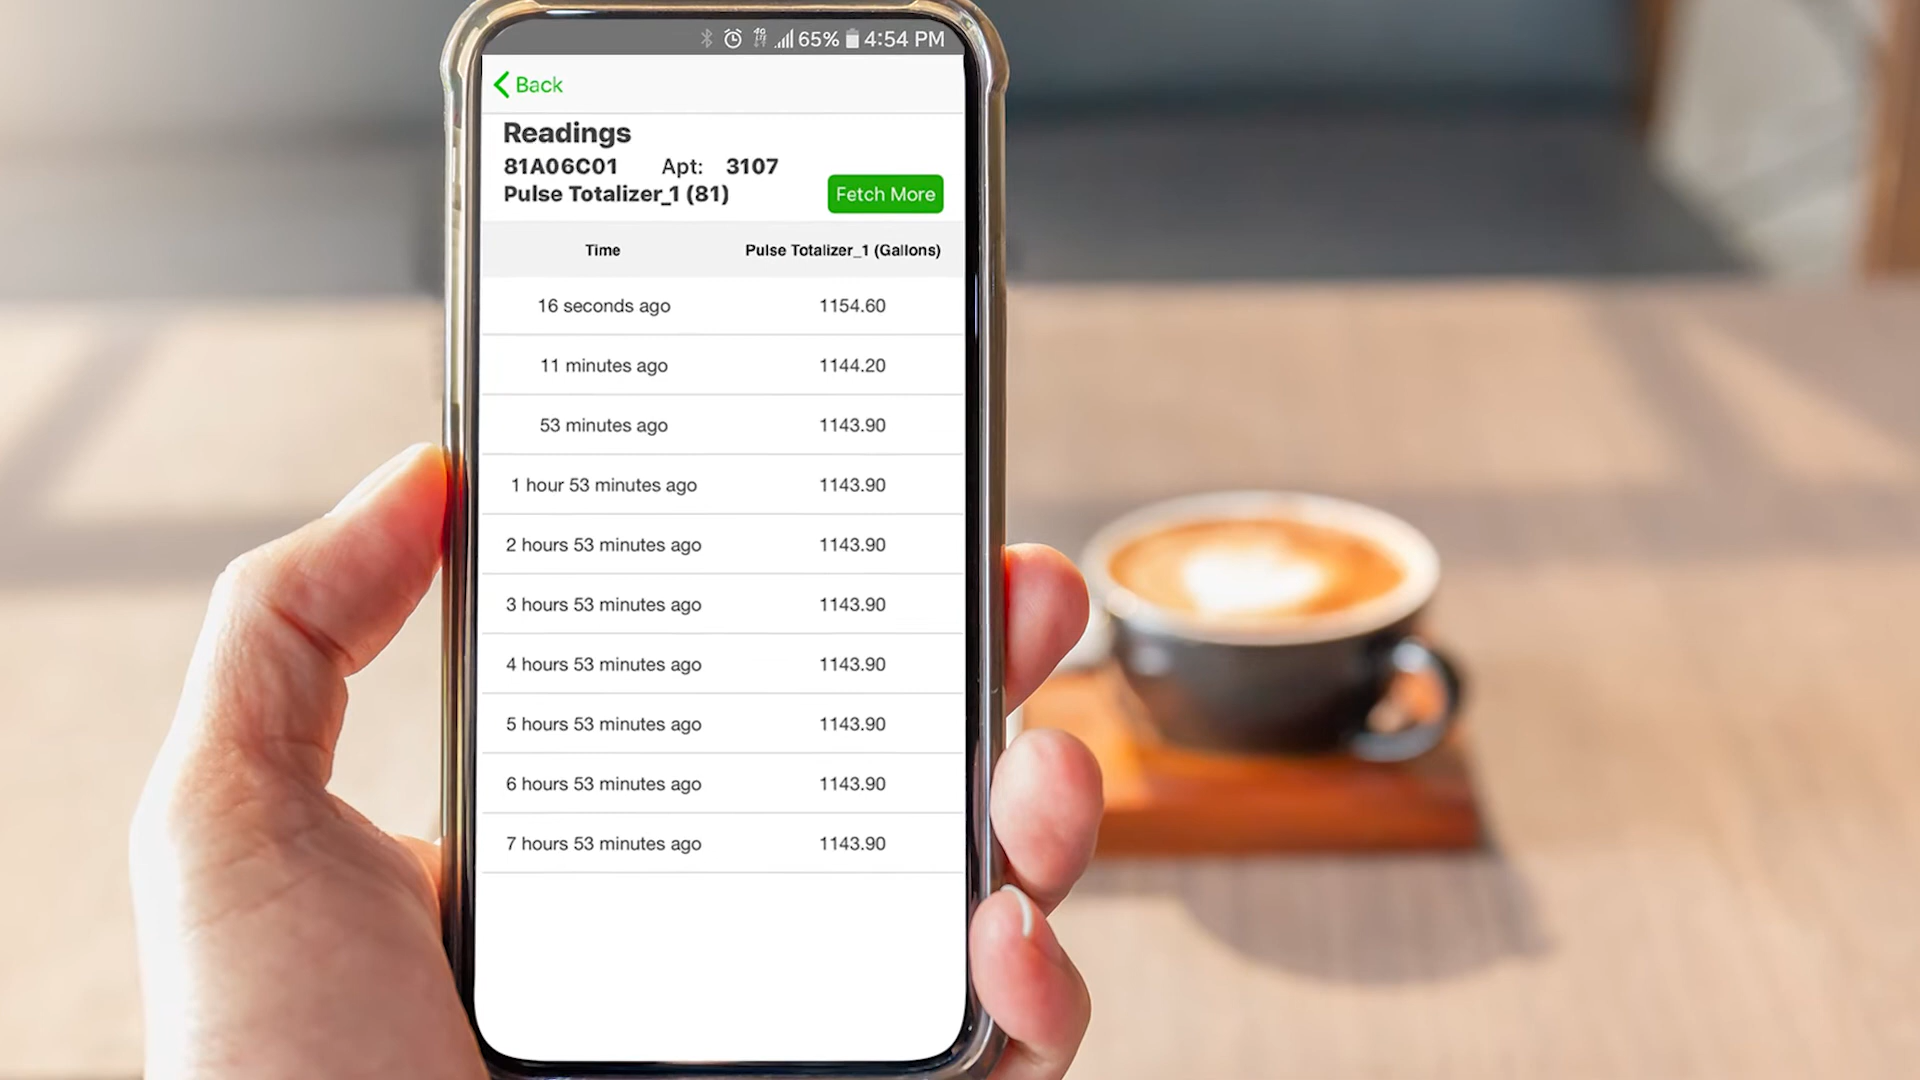 65% 4:54 PM
Back
Readings
81A06C01 Apt: 3107
Pulse Totalizer_1 (81) Fetch More
Time Pulse Totalizer_1 (Gallons)
16 seconds ago 1154.60
11 minutes ago 1144.20
53 minutes ago 1143.90
1 hour 53 minutes ago 1143.90
2 hours 53 minutes ago 1143.90
3 hours 53 minutes ago 1143.90
4 hours 53 minutes ago 1143.90
5 hours 53 minutes ago 1143.90
6 hours 53 minutes ago 1143.90
7 hours 53 minutes ago 1143.90